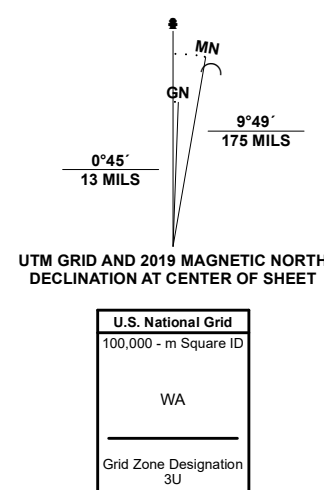 MN
GN
9°49´
175 MILS
0°45´
13 MILS
UTM GRID AND 2019 MAGNETIC NORTH
DECLINATION AT CENTER OF SHEET
U.S. National Grid
100,000 - m Square ID
WA
Grid Zone Designation
3U